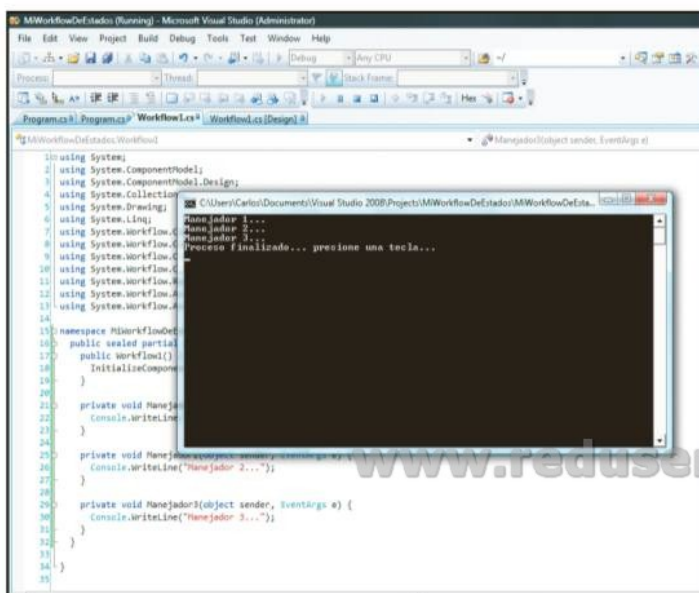 MiWorkflowDeEstados (Running) - Microsoft Visual Studio (Administrator)
File Edit View Project Build Debug Tools Test Window Help
Debug Any CPU
Process: Thread: Stack Frame:
Hex
Program.cs Program.cs Workflow1.cs Workflow1.cs [Design]
MiWorkflowDeEstados.Workflow1 Manejador3(object sender, EventArgs e)
1 using System;
2 using System.ComponentModel;
3 using System.ComponentModel.Design;
4 using System.Collection
5 using System.Drawing;
6 using System.Linq;
7 using System.Workflow.C
8 using System.Workflow.
9 using System.Workflow.
10 using System.Workflow.
11 using System.Workflow.
12 using System.Workflow.
13 using System.Workflow.
14
15 namespace MiWorkflowDeE
16 public sealed partial
17 public Workflow1()
18 InitializeCompone
19 }
20
21 private void Maneja
22 Console.WriteLine
23 }
24
25 private void Manejador2(object sender, EventArgs e) {
26 Console.WriteLine("Manejador 2...");
27 }
28
29 private void Manejador3(object sender, EventArgs e) {
30 Console.WriteLine("Manejador 3...");
31 }
32 }
33
34 }
35
C:\Users\Carlos\Documents\Visual Studio 2008\Projects\MiWorkflowDeEstados\MiWorkflowDeEsta...
Manejador 1...
Manejador 2...
Manejador 3...
Proceso finalizado... precione una tecla...
www.reduser